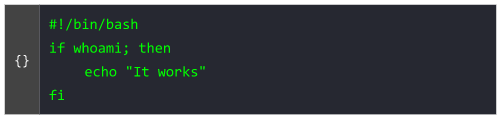 {}
#!/bin/bash
if whoami; then
    echo "It works"
fi